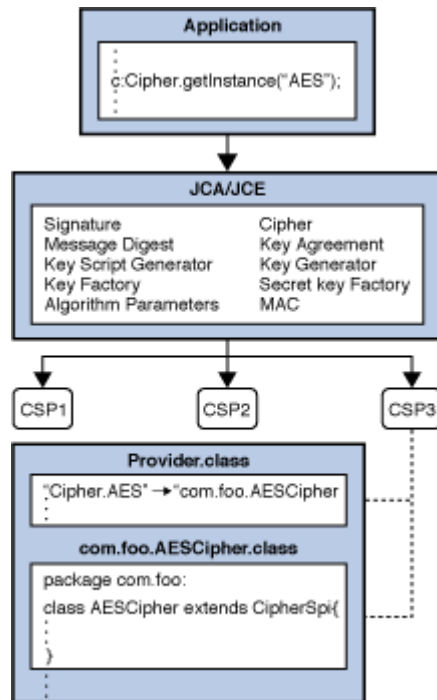 Application
c:Cipher.getInstance("AES");
JCA/JCE
Signature
Message Digest
Key Script Generator
Key Factory
Algorithm Parameters
Cipher
Key Agreement
Key Generator
Secret key Factory
MAC
CSP1
CSP2
CSP3
Provider.class
"Cipher.AES" → "com.foo.AESCipher
com.foo.AESCipher.class
package com.foo:
class AESCipher extends CipherSpi{
}